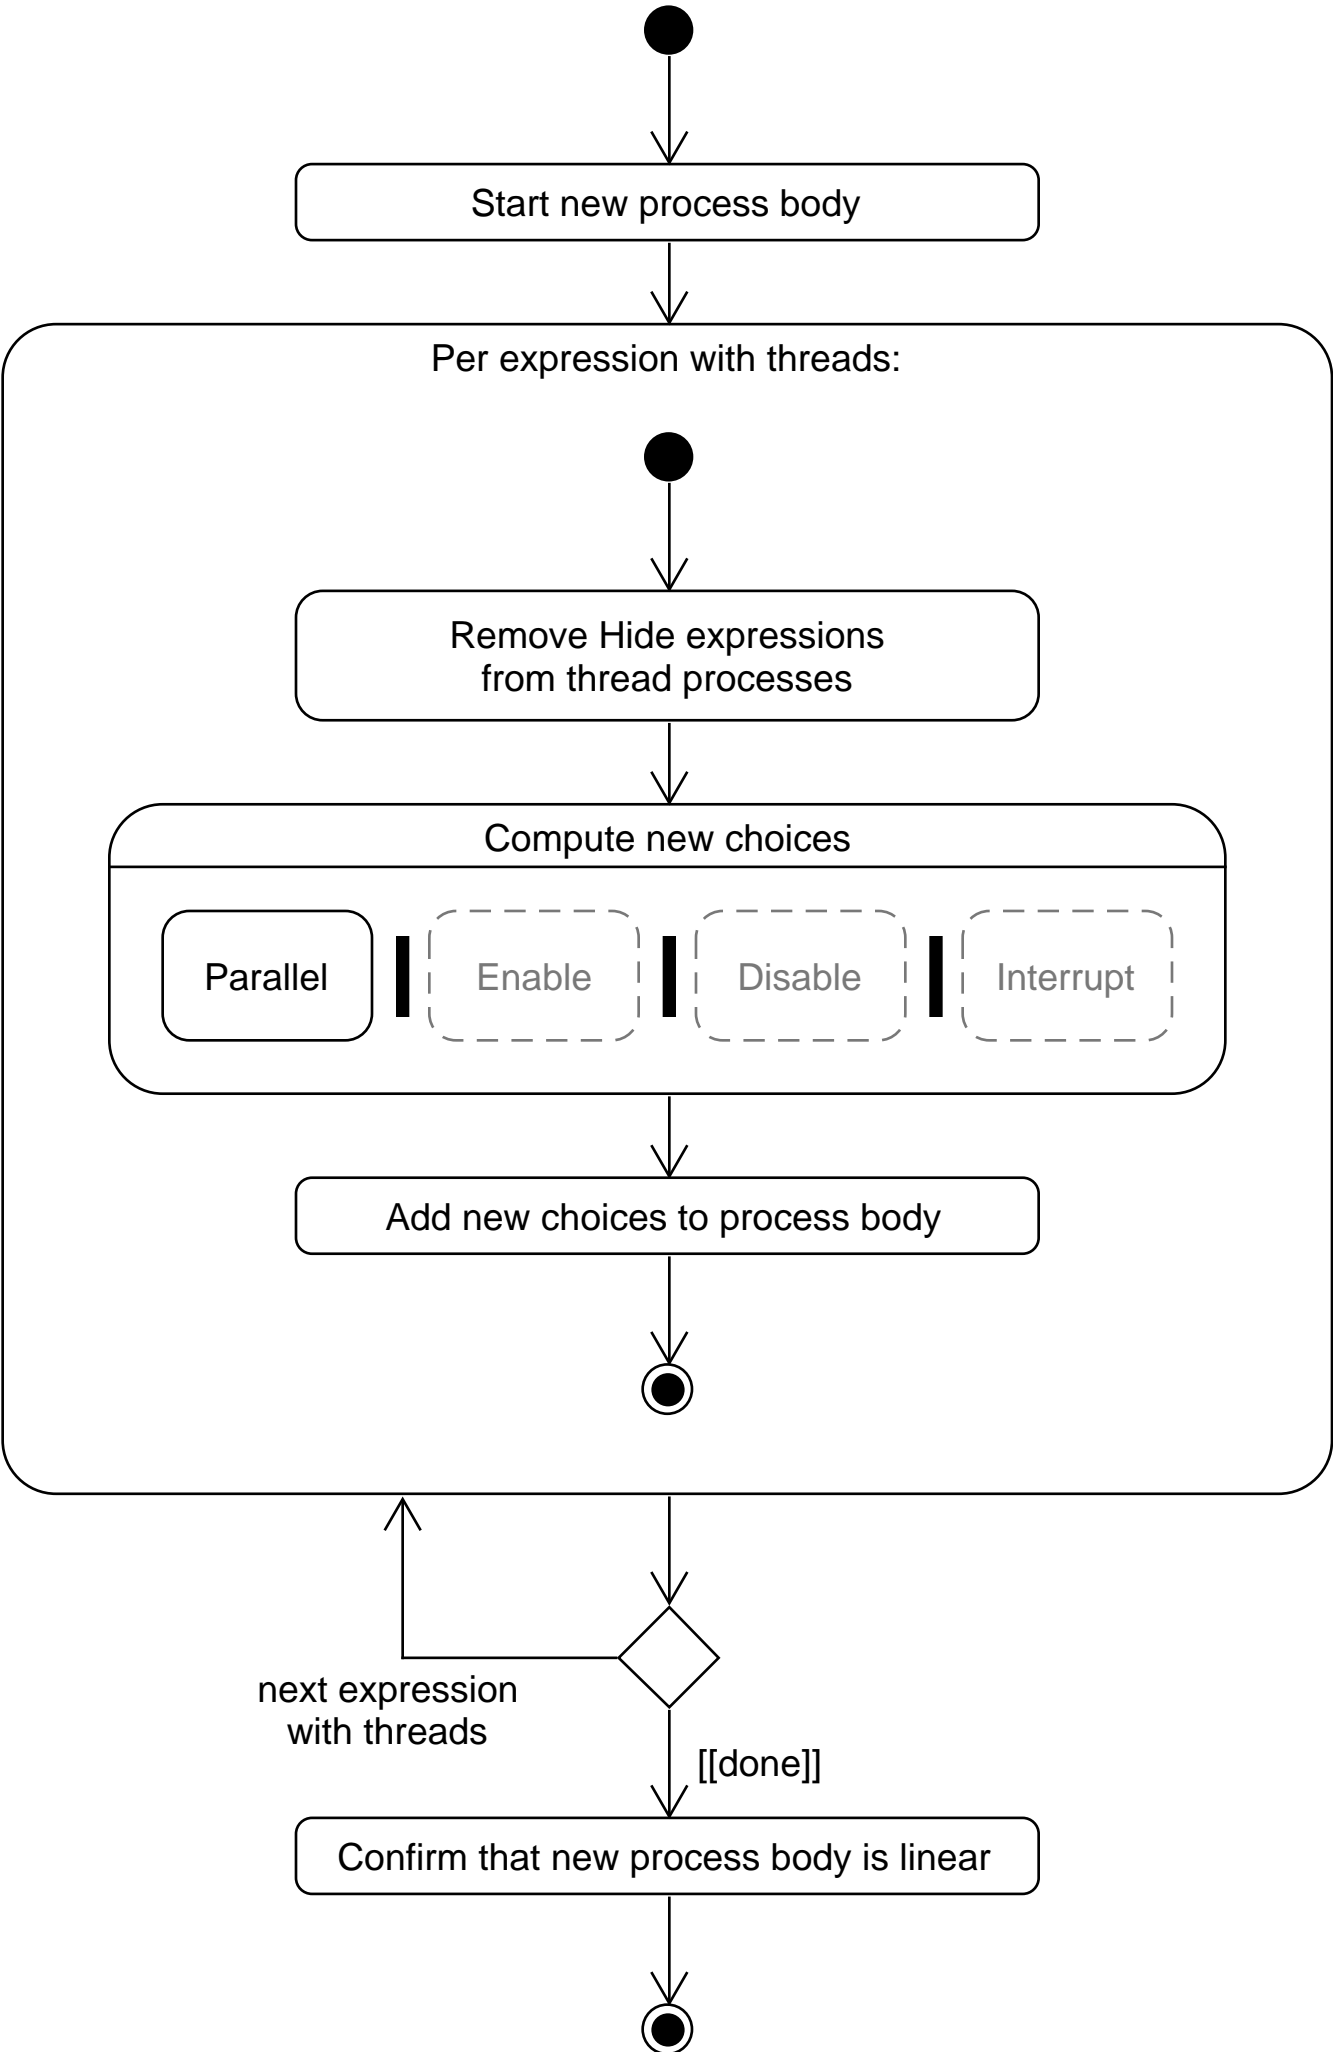 Start new process body
Per expression with threads:
Remove Hide expressions
from thread processes
Compute new choices
Parallel
Enable
Disable
Interrupt
Add new choices to process body
next expression
with threads
[[done]]
Confirm that new process body is linear